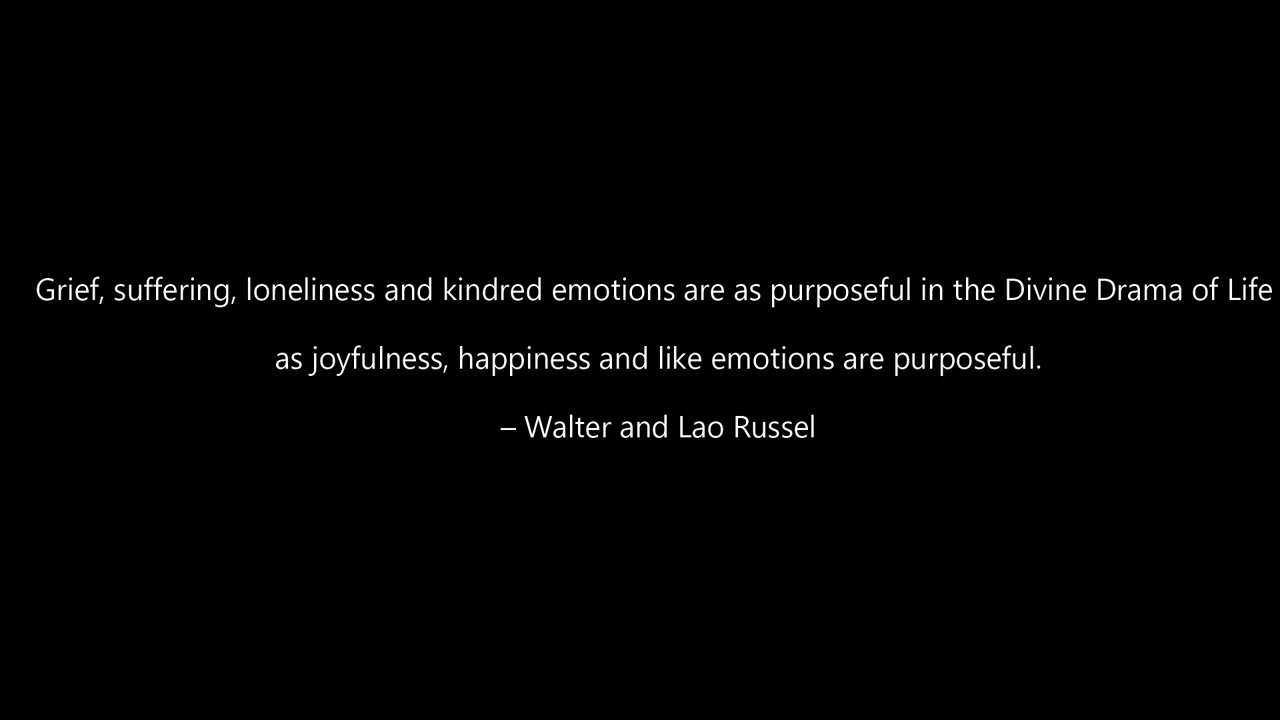 Grief, suffering, loneliness and kindred emotions are as purposeful in the Divine Drama of Life
as joyfulness, happiness and like emotions are purposeful.
– Walter and Lao Russel